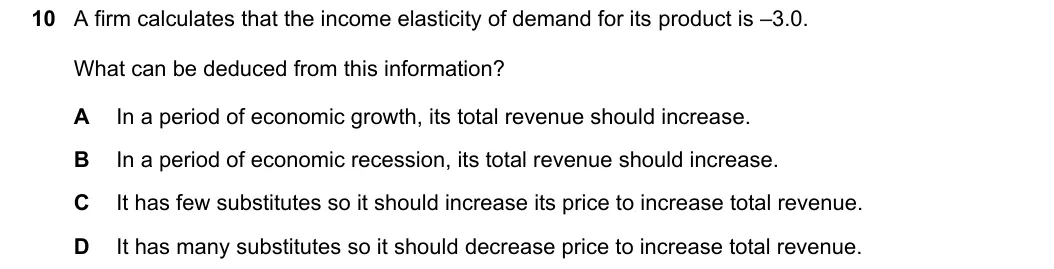 10 A firm calculates that the income elasticity of demand for its product is –3.0.
What can be deduced from this information?
A In a period of economic growth, its total revenue should increase.
B In a period of economic recession, its total revenue should increase.
C It has few substitutes so it should increase its price to increase total revenue.
D It has many substitutes so it should decrease price to increase total revenue.